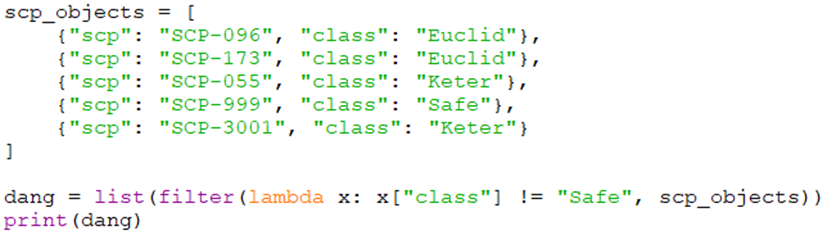 scp_objects = [
    {"scp": "SCP-096", "class": "Euclid"},
    {"scp": "SCP-173", "class": "Euclid"},
    {"scp": "SCP-055", "class": "Keter"},
    {"scp": "SCP-999", "class": "Safe"},
    {"scp": "SCP-3001", "class": "Keter"}
]

dang = list(filter(lambda x: x["class"] != "Safe", scp_objects))
print(dang)